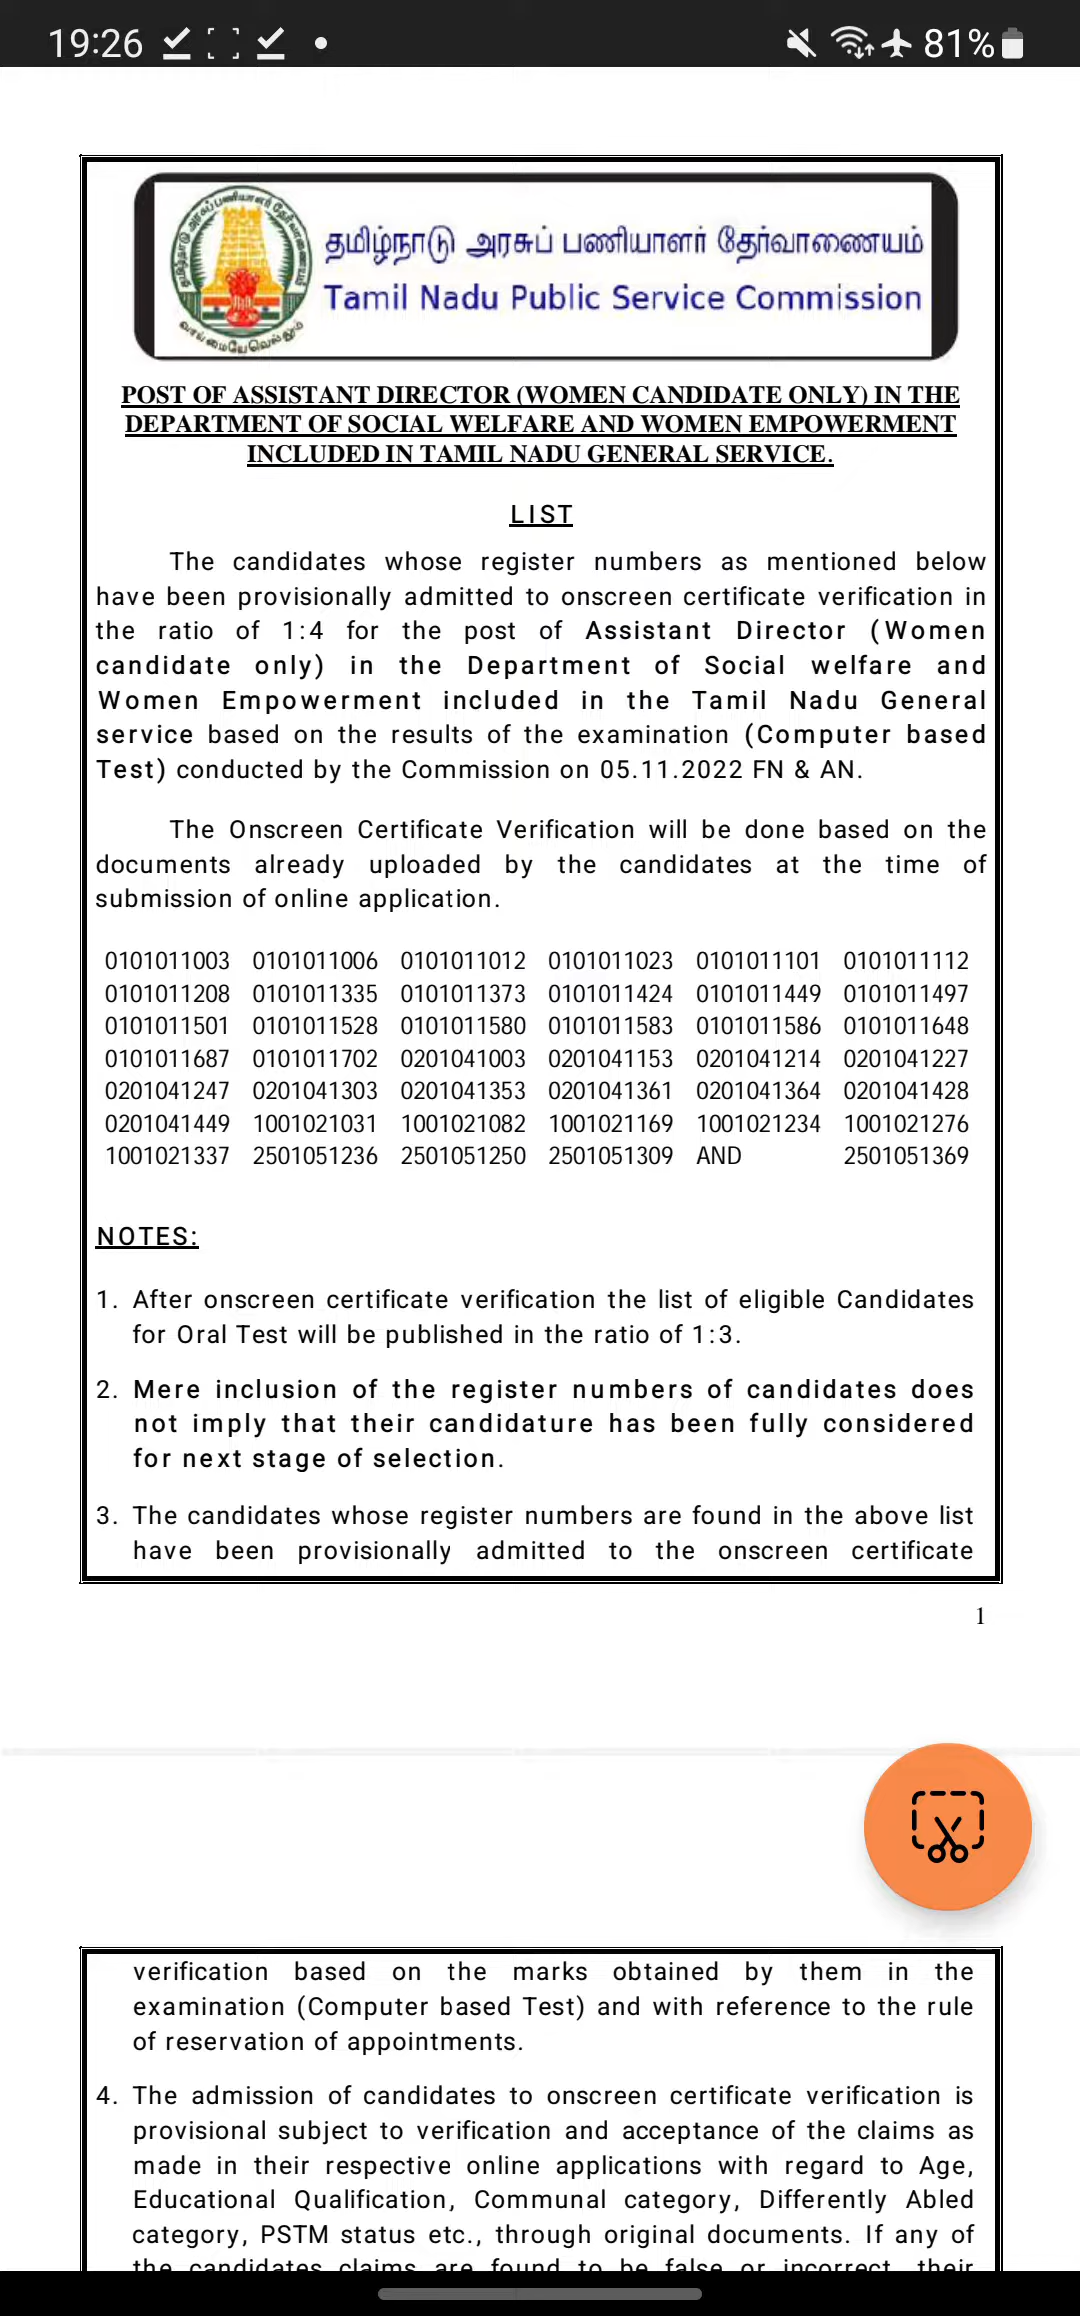 19:26
81%
தமிழ்நாடு அரசுப் பணியாளர் தேர்வாணையம்
Tamil Nadu Public Service Commission
வாய்மையே வெல்லும்
POST OF ASSISTANT DIRECTOR (WOMEN CANDIDATE ONLY) IN THE
DEPARTMENT OF SOCIAL WELFARE AND WOMEN EMPOWERMENT
INCLUDED IN TAMIL NADU GENERAL SERVICE.
LIST
The candidates whose register numbers as mentioned below
have been provisionally admitted to onscreen certificate verification in
the ratio of 1:4 for the post of Assistant Director (Women
candidate only) in the Department of Social welfare and
Women Empowerment included in the Tamil Nadu General
service based on the results of the examination (Computer based
Test) conducted by the Commission on 05.11.2022 FN & AN.
The Onscreen Certificate Verification will be done based on the
documents already uploaded by the candidates at the time of
submission of online application.
0101011003 0101011006 0101011012 0101011023 0101011101 0101011112
0101011208 0101011335 0101011373 0101011424 0101011449 0101011497
0101011501 0101011528 0101011580 0101011583 0101011586 0101011648
0101011687 0101011702 0201041003 0201041153 0201041214 0201041227
0201041247 0201041303 0201041353 0201041361 0201041364 0201041428
0201041449 1001021031 1001021082 1001021169 1001021234 1001021276
1001021337 2501051236 2501051250 2501051309 AND 2501051369
NOTES:
1. After onscreen certificate verification the list of eligible Candidates
for Oral Test will be published in the ratio of 1:3.
2. Mere inclusion of the register numbers of candidates does
not imply that their candidature has been fully considered
for next stage of selection.
3. The candidates whose register numbers are found in the above list
have been provisionally admitted to the onscreen certificate
1
verification based on the marks obtained by them in the
examination (Computer based Test) and with reference to the rule
of reservation of appointments.
4. The admission of candidates to onscreen certificate verification is
provisional subject to verification and acceptance of the claims as
made in their respective online applications with regard to Age,
Educational Qualification, Communal category, Differently Abled
category, PSTM status etc., through original documents. If any of
the candidates claims are found to be false or incorrect, their